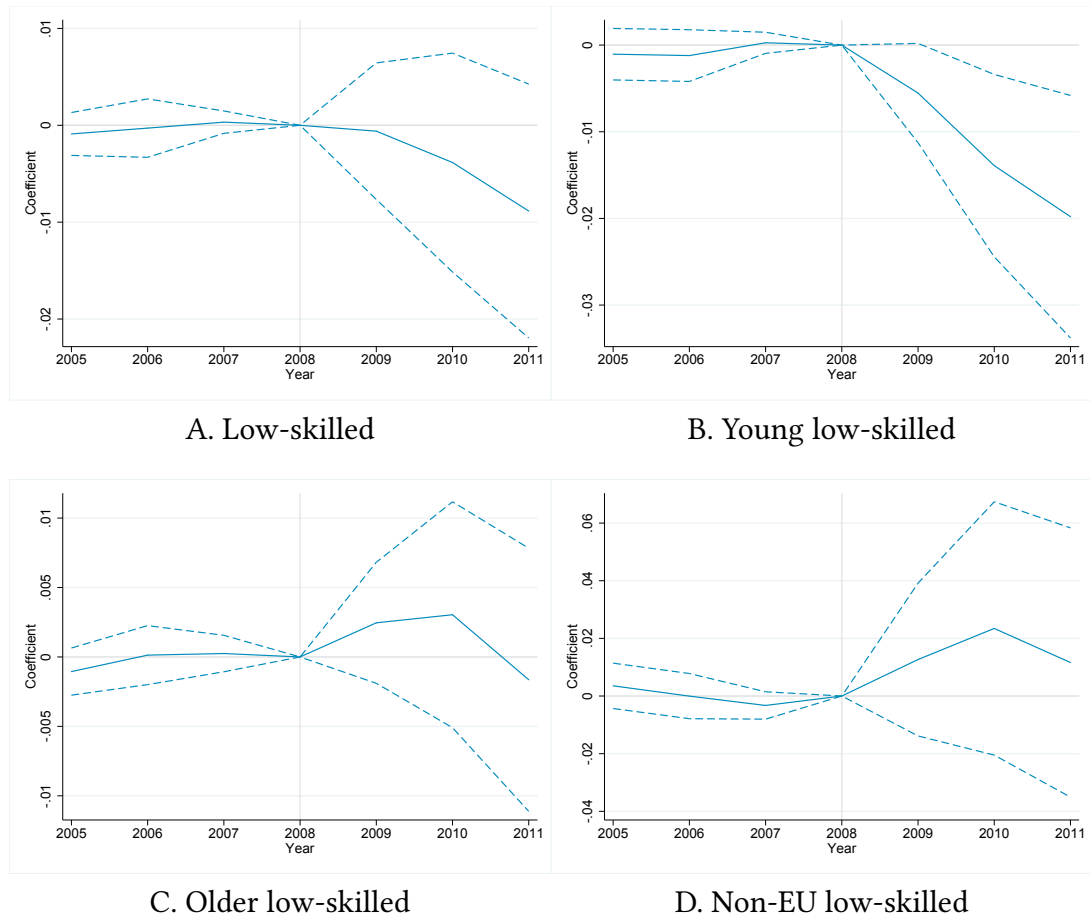 .01
0
-.01
-.02
Coefficient
2005 2006 2007 2008 2009 2010 2011
Year
A. Low-skilled
0
-.01
-.02
-.03
Coefficient
2005 2006 2007 2008 2009 2010 2011
Year
B. Young low-skilled
.01
.005
0
-.005
-.01
Coefficient
2005 2006 2007 2008 2009 2010 2011
Year
C. Older low-skilled
.06
.04
.02
0
-.02
-.04
Coefficient
2005 2006 2007 2008 2009 2010 2011
Year
D. Non-EU low-skilled